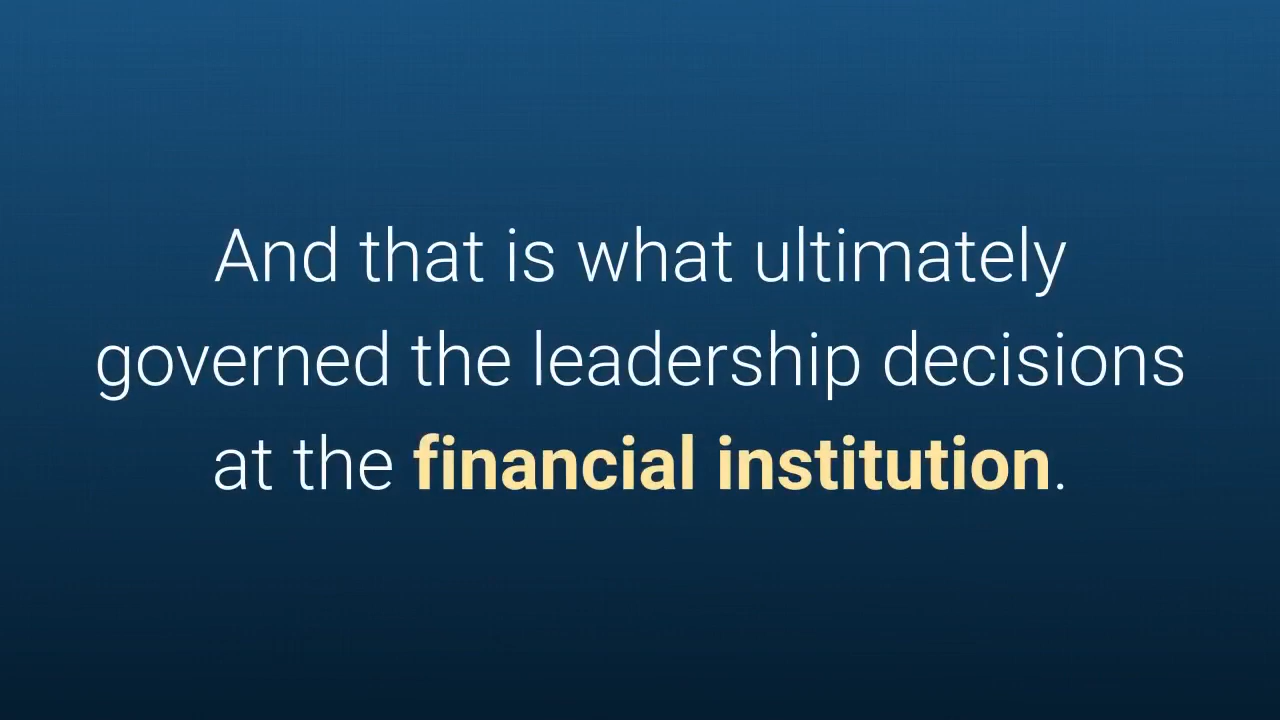 And that is what ultimately
governed the leadership decisions
at the financial institution.